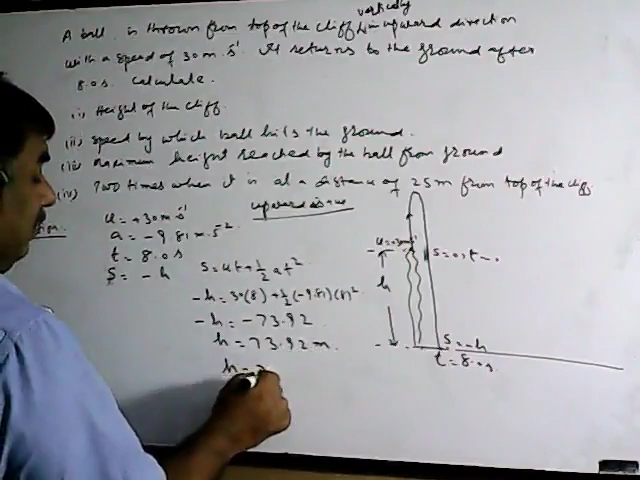 A ball is thrown from top of the cliff vertically in upward direction
with a speed of 30 m s⁻¹. It returns to the ground after
8.0 s. Calculate.
(i) Height of the cliff.
(ii) Speed by which ball hits the ground.
(iii) Maximum height reached by the ball from ground
(iv) Two times when it is at a distance of 25 m from top of the cliff.
upward is +ve
u = +30 m s⁻¹
a = -9.81 m s⁻²
t = 8.0 s
S = -h
S = ut + ½ at²
-h = 30(8) + ½(-9.81)(8)²
-h = -73.92
h = 73.92 m.
h =
S = 0, t =
h
S = -h
t = 8.0 s